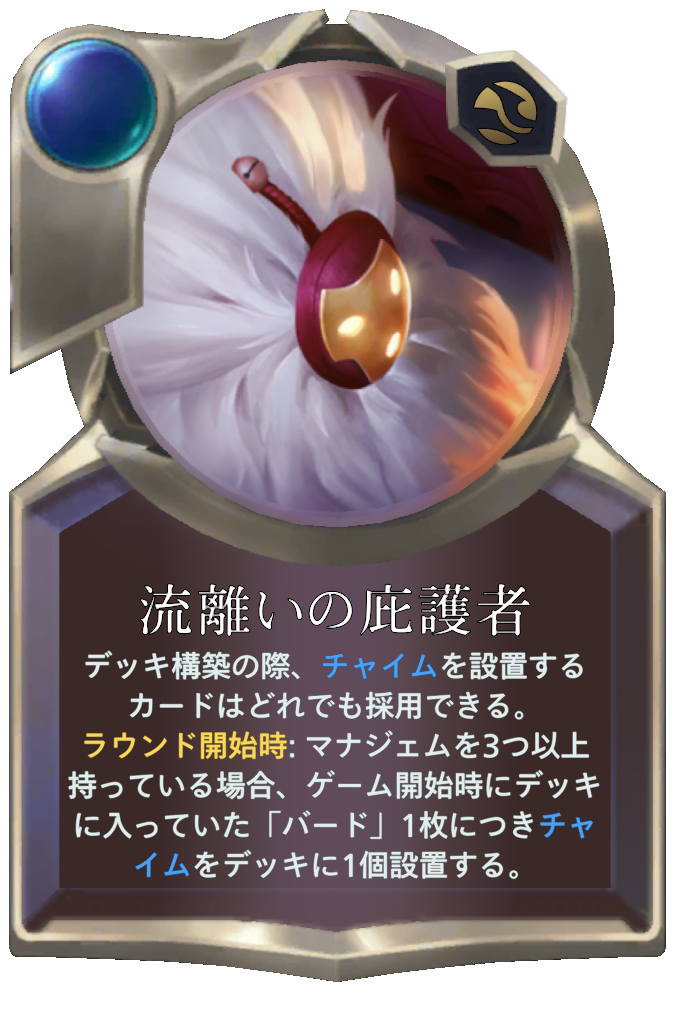 流離いの庇護者
デッキ構築の際、チャイムを設置する
カードはどれでも採用できる。
ラウンド開始時: マナジェムを3つ以上
持っている場合、ゲーム開始時にデッキ
に入っていた「バード」1枚につきチャ
イムをデッキに1個設置する。